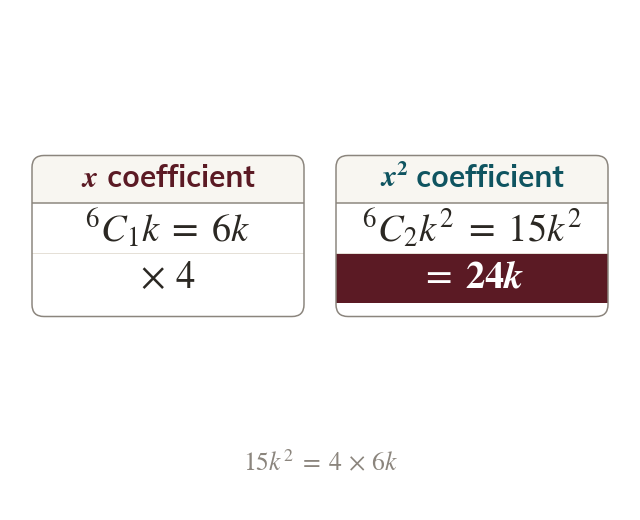 x coefficient
⁶C₁k = 6k
× 4
x² coefficient
⁶C₂k² = 15k²
= 24k
15k² = 4 × 6k